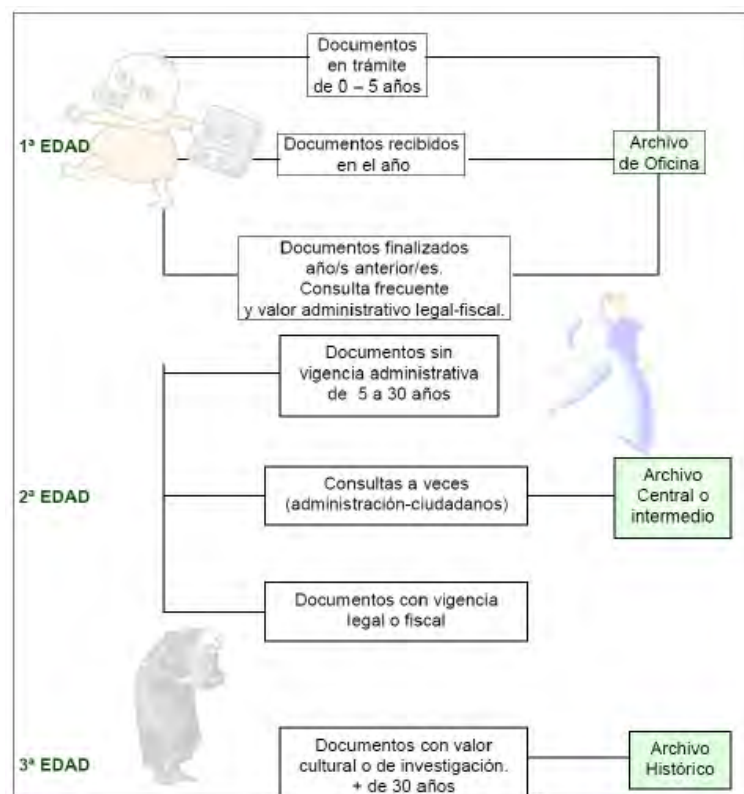 Documentos
en trámite
de 0 – 5 años
1ª EDAD
Documentos recibidos
en el año
Archivo
de Oficina
Documentos finalizados
año/s anterior/es.
Consulta frecuente
y valor administrativo legal-fiscal.
Documentos sin
vigencia administrativa
de 5 a 30 años
2ª EDAD
Consultas a veces
(administración-ciudadanos)
Archivo
Central o
intermedio
Documentos con vigencia
legal o fiscal
3ª EDAD
Documentos con valor
cultural o de investigación.
+ de 30 años
Archivo
Histórico